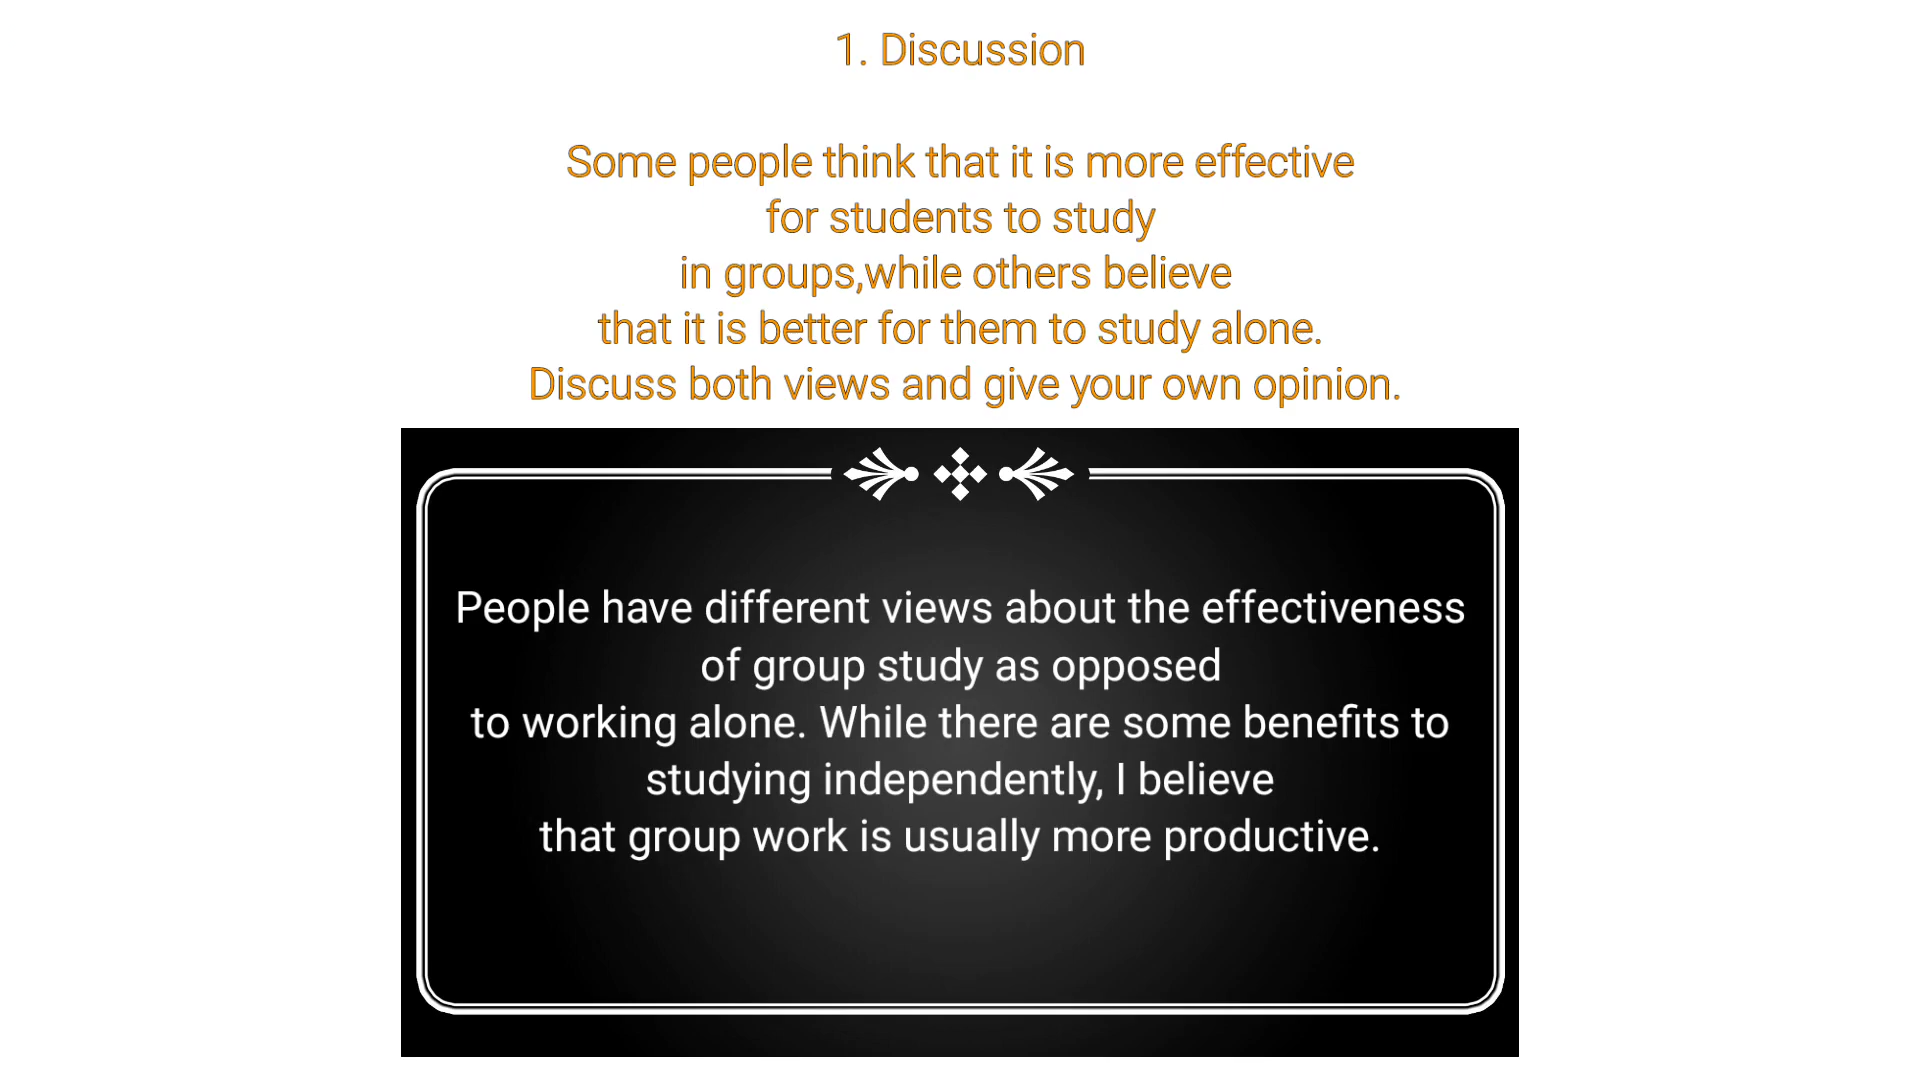 1. Discussion
Some people think that it is more effective
for students to study
in groups,while others believe
that it is better for them to study alone.
Discuss both views and give your own opinion.
People have different views about the effectiveness
of group study as opposed
to working alone. While there are some benefits to
studying independently, I believe
that group work is usually more productive.